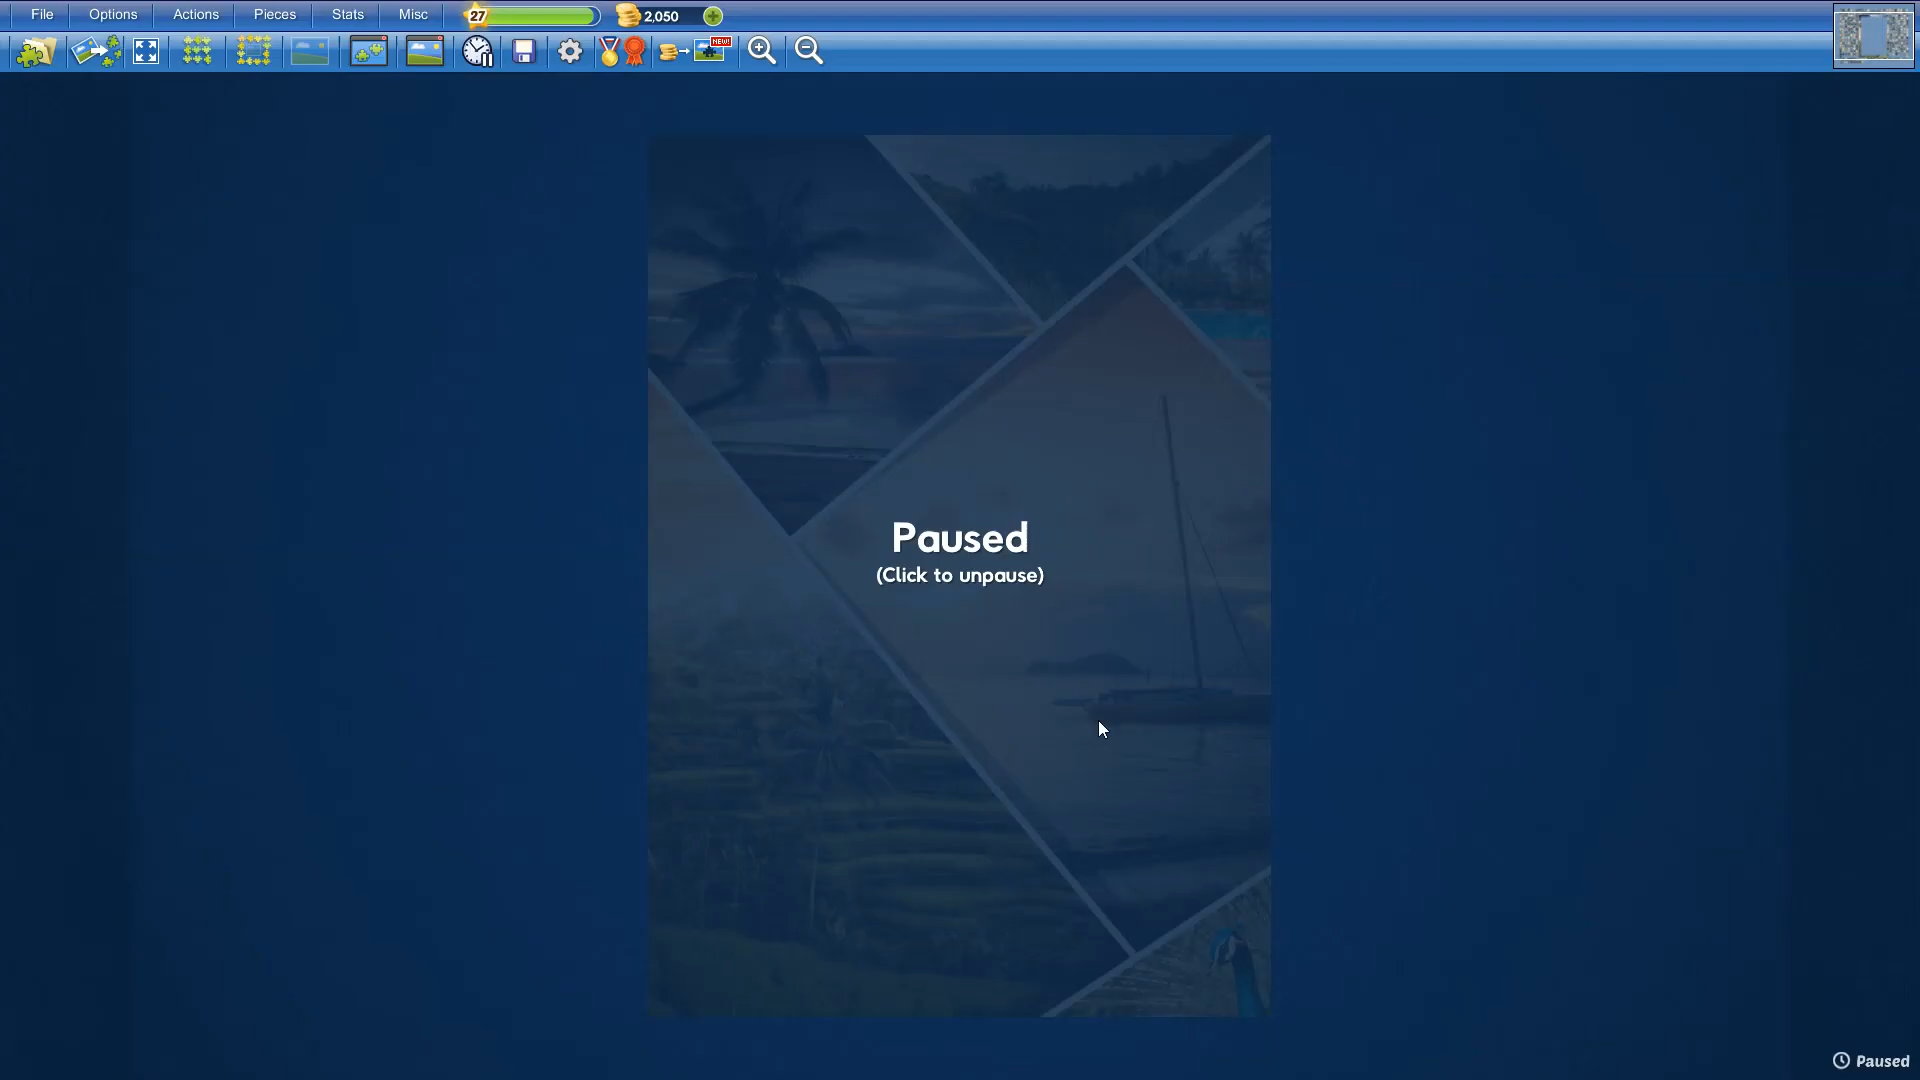 File Options Actions Pieces Stats Misc 27 2,050
NEW!
Paused
(Click to unpause)
Paused